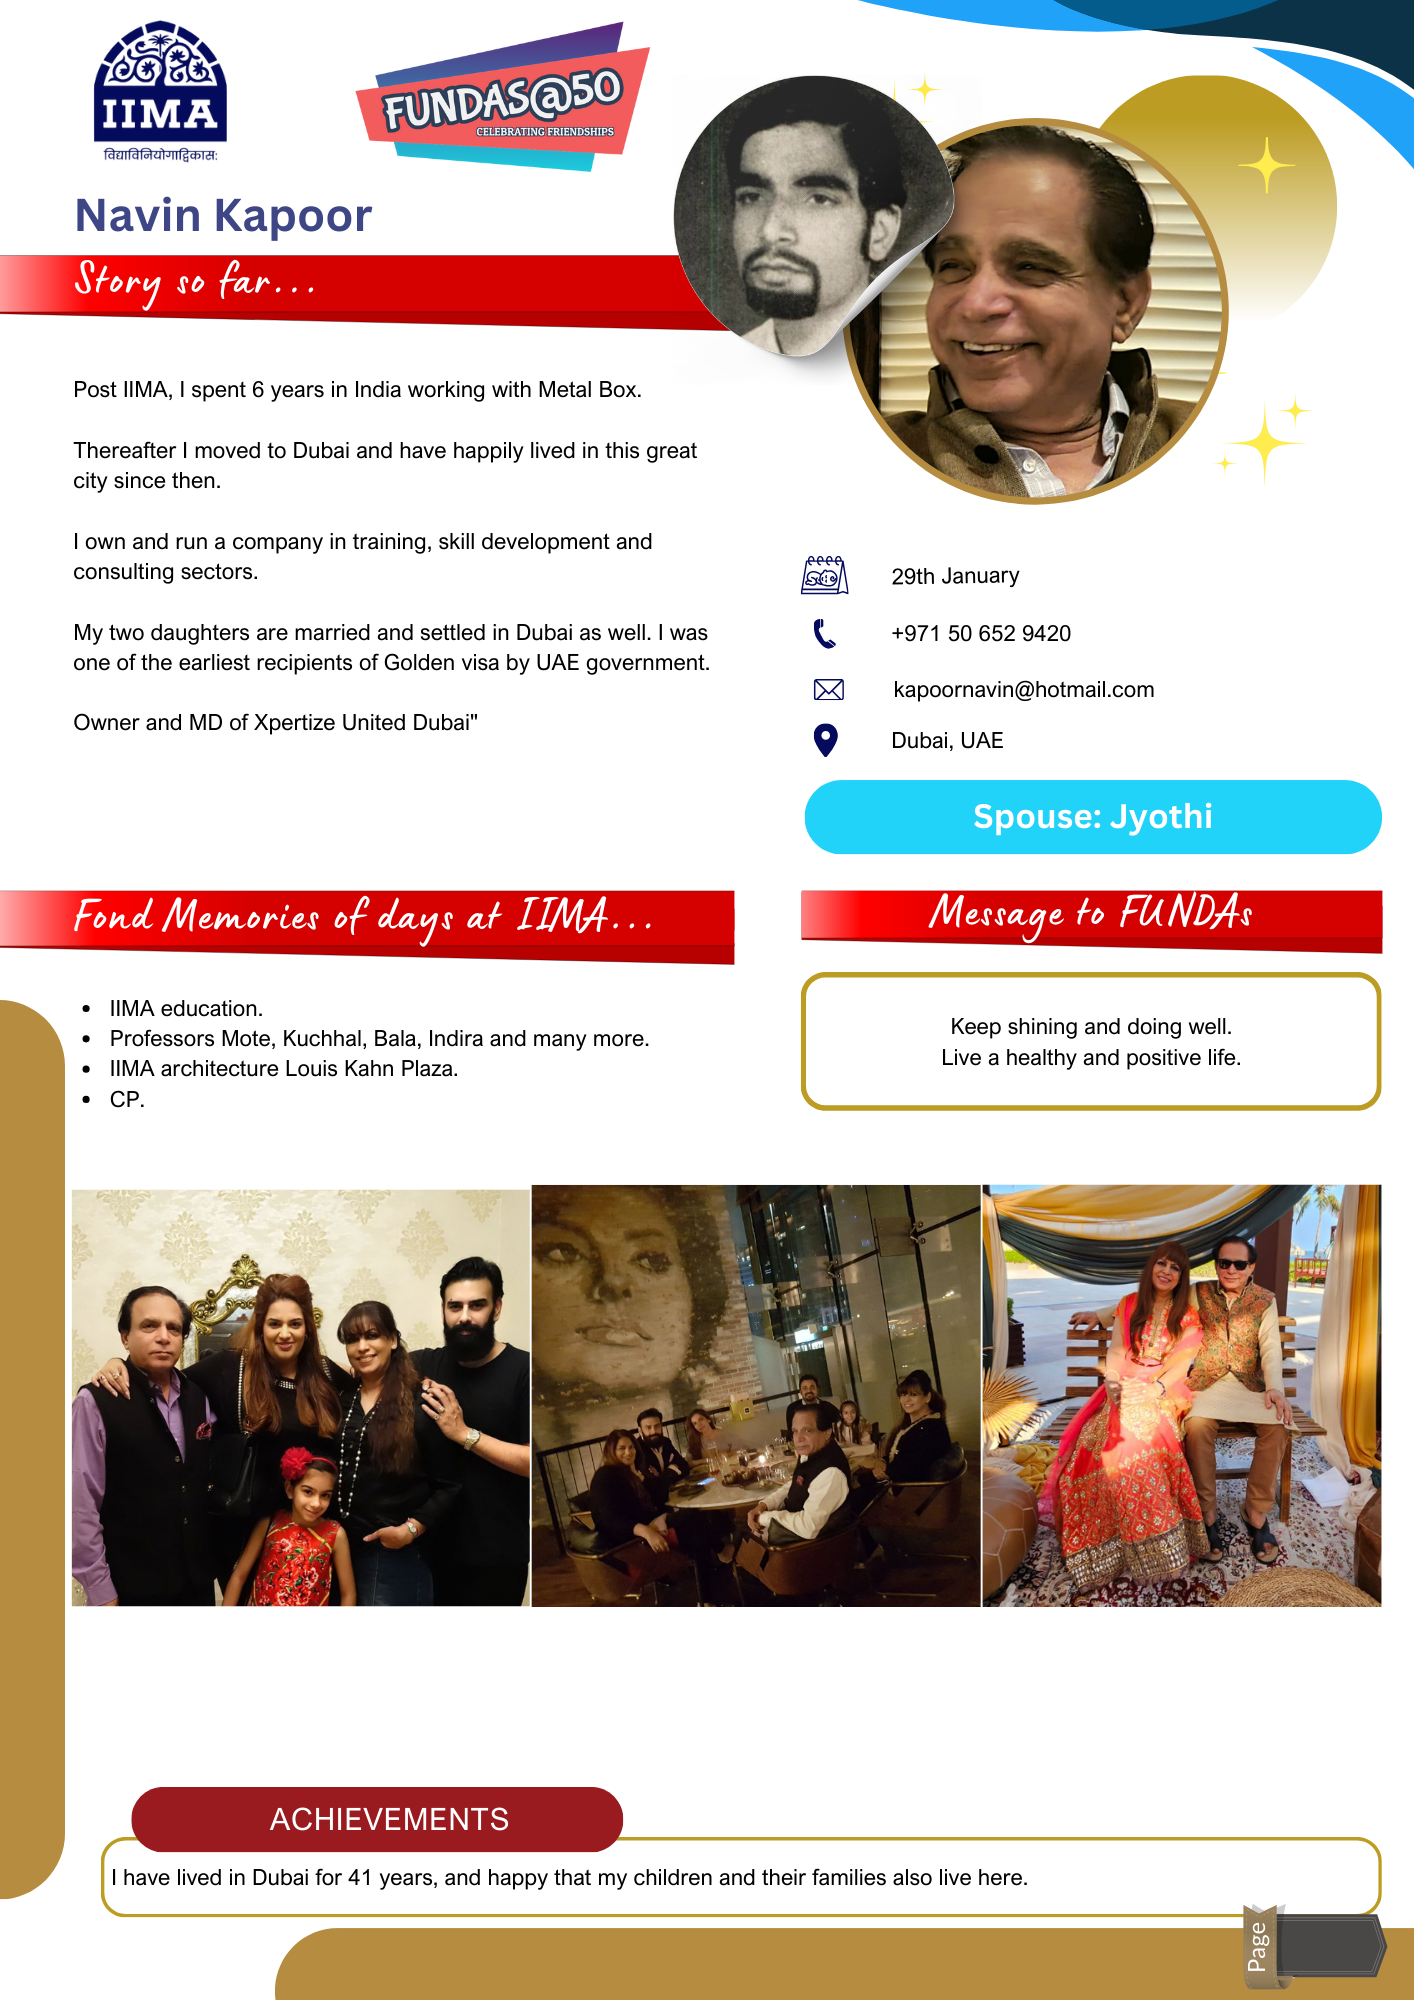 IIMA
विद्याविनियोगाद्विकास:
FUNDAS@50
CELEBRATING FRIENDSHIPS
Navin Kapoor
Story so far...
Post IIMA, I spent 6 years in India working with Metal Box.
Thereafter I moved to Dubai and have happily lived in this great
city since then.
I own and run a company in training, skill development and
consulting sectors.
My two daughters are married and settled in Dubai as well. I was
one of the earliest recipients of Golden visa by UAE government.
Owner and MD of Xpertize United Dubai"
29th January
+971 50 652 9420
kapoornavin@hotmail.com
Dubai, UAE
Spouse: Jyothi
Fond Memories of days at IIMA...
• IIMA education.
• Professors Mote, Kuchhal, Bala, Indira and many more.
• IIMA architecture Louis Kahn Plaza.
• CP.
Message to FUNDAs
Keep shining and doing well.
Live a healthy and positive life.
ACHIEVEMENTS
I have lived in Dubai for 41 years, and happy that my children and their families also live here.
Page